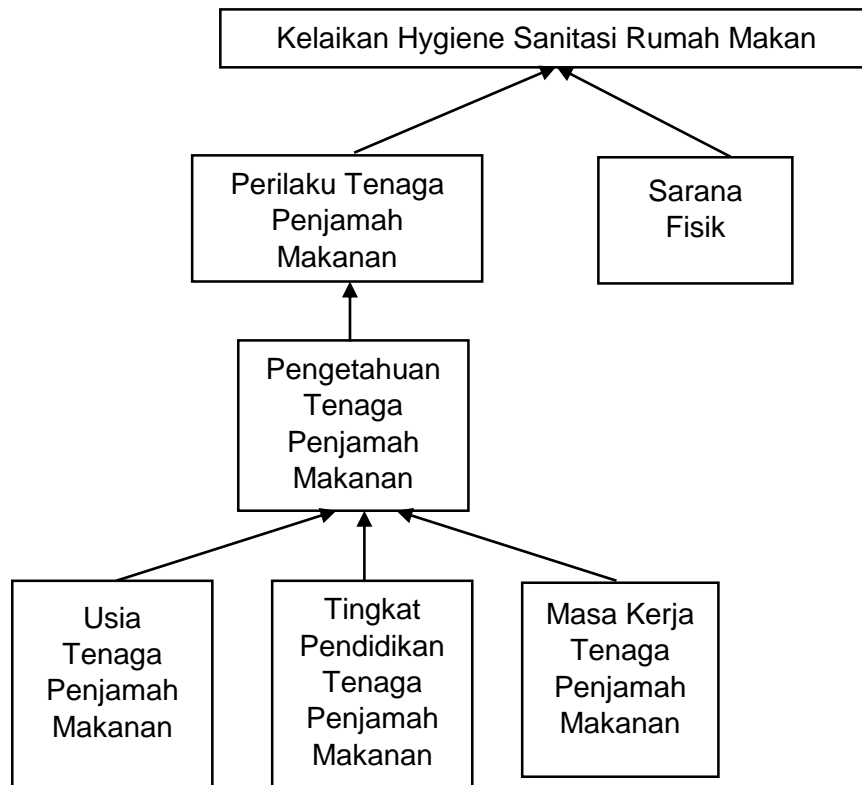 Kelaikan Hygiene Sanitasi Rumah Makan
Perilaku Tenaga
Penjamah
Makanan
Sarana
Fisik
Pengetahuan
Tenaga
Penjamah
Makanan
Usia
Tenaga
Penjamah
Makanan
Tingkat
Pendidikan
Tenaga
Penjamah
Makanan
Masa Kerja
Tenaga
Penjamah
Makanan